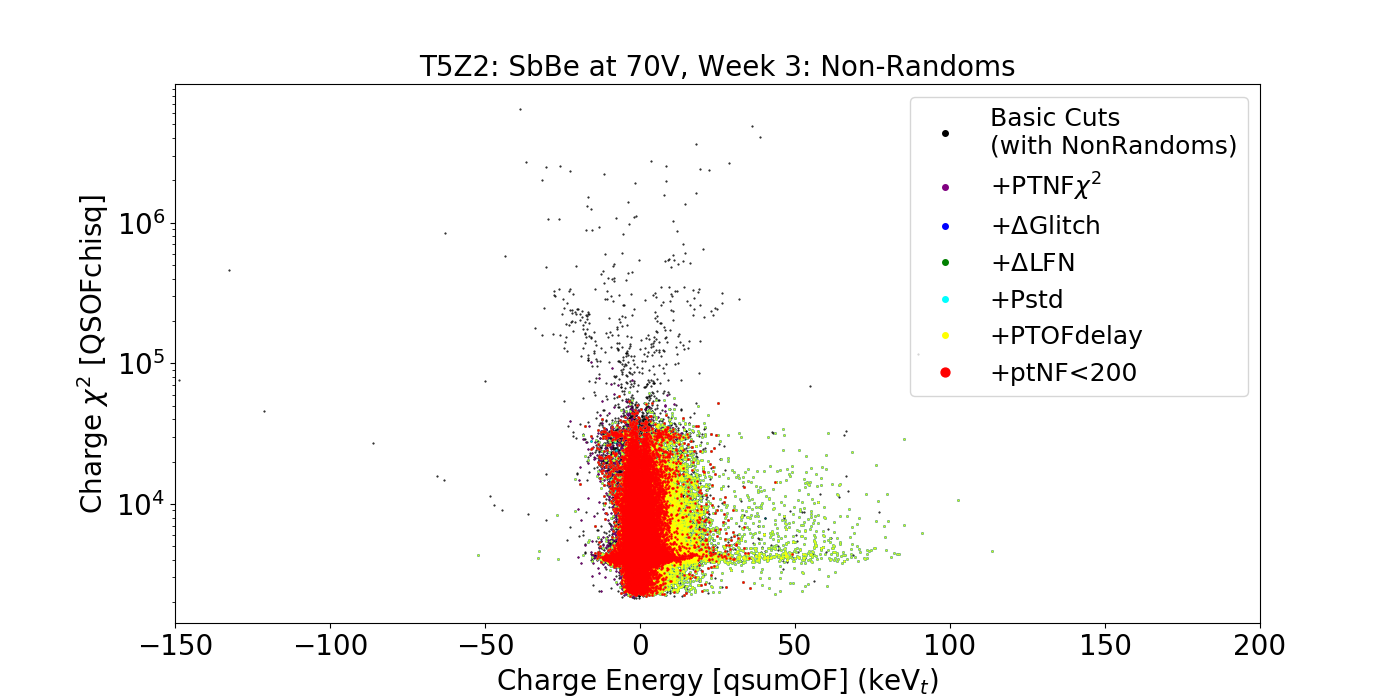 T5Z2: SbBe at 70V, Week 3: Non-Randoms
Charge χ² [QSOFchisq]
10⁶
10⁵
10⁴
Basic Cuts
(with NonRandoms)
+PTNFχ²
+ΔGlitch
+ΔLFN
+Pstd
+PTOFdelay
+ptNF<200
−150 −100 −50 0 50 100 150 200
Charge Energy [qsumOF] (keVₜ)